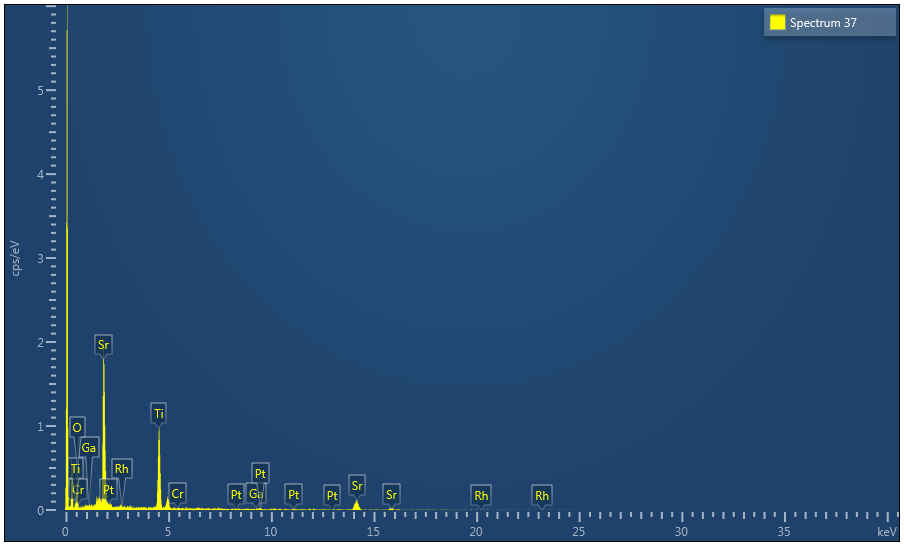 Spectrum 37
5
4
cps/eV
3
2
Sr
1
Ti
O
Ga
Pt
Ti
Rh
Sr
Cr
Pt
Cr
Pt
Ga
Pt
Pt
Sr
Rh
Rh
0
0
5
10
15
20
25
30
35
keV